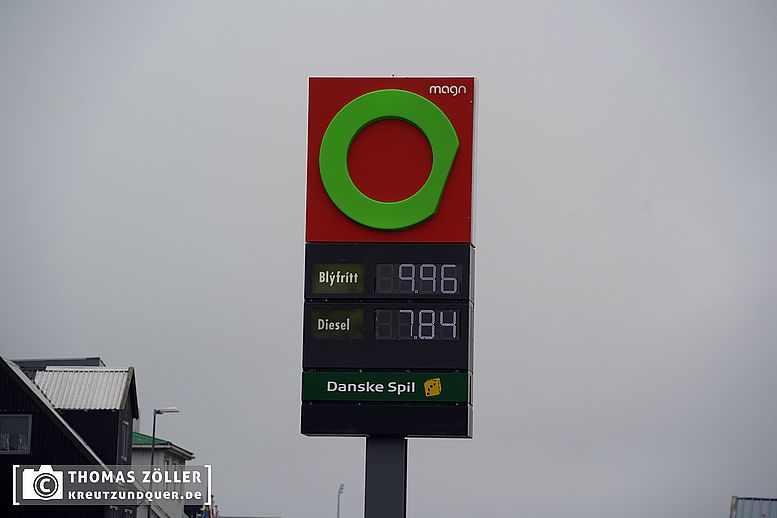 magn
Blýfrítt 9.96
Diesel 7.84
Danske Spil
© THOMAS ZÖLLER
KREUTZUNDQUER.DE